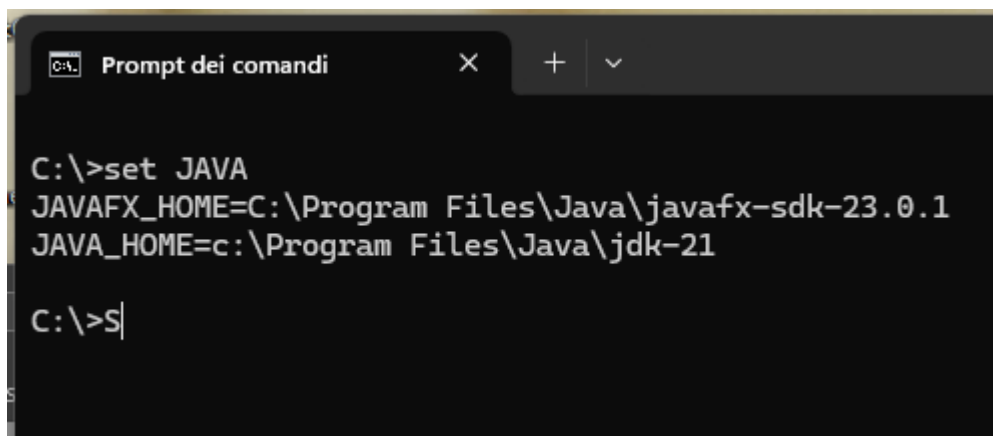 Prompt dei comandi
C:\>set JAVA
JAVAFX_HOME=C:\Program Files\Java\javafx-sdk-23.0.1
JAVA_HOME=c:\Program Files\Java\jdk-21
C:\>S